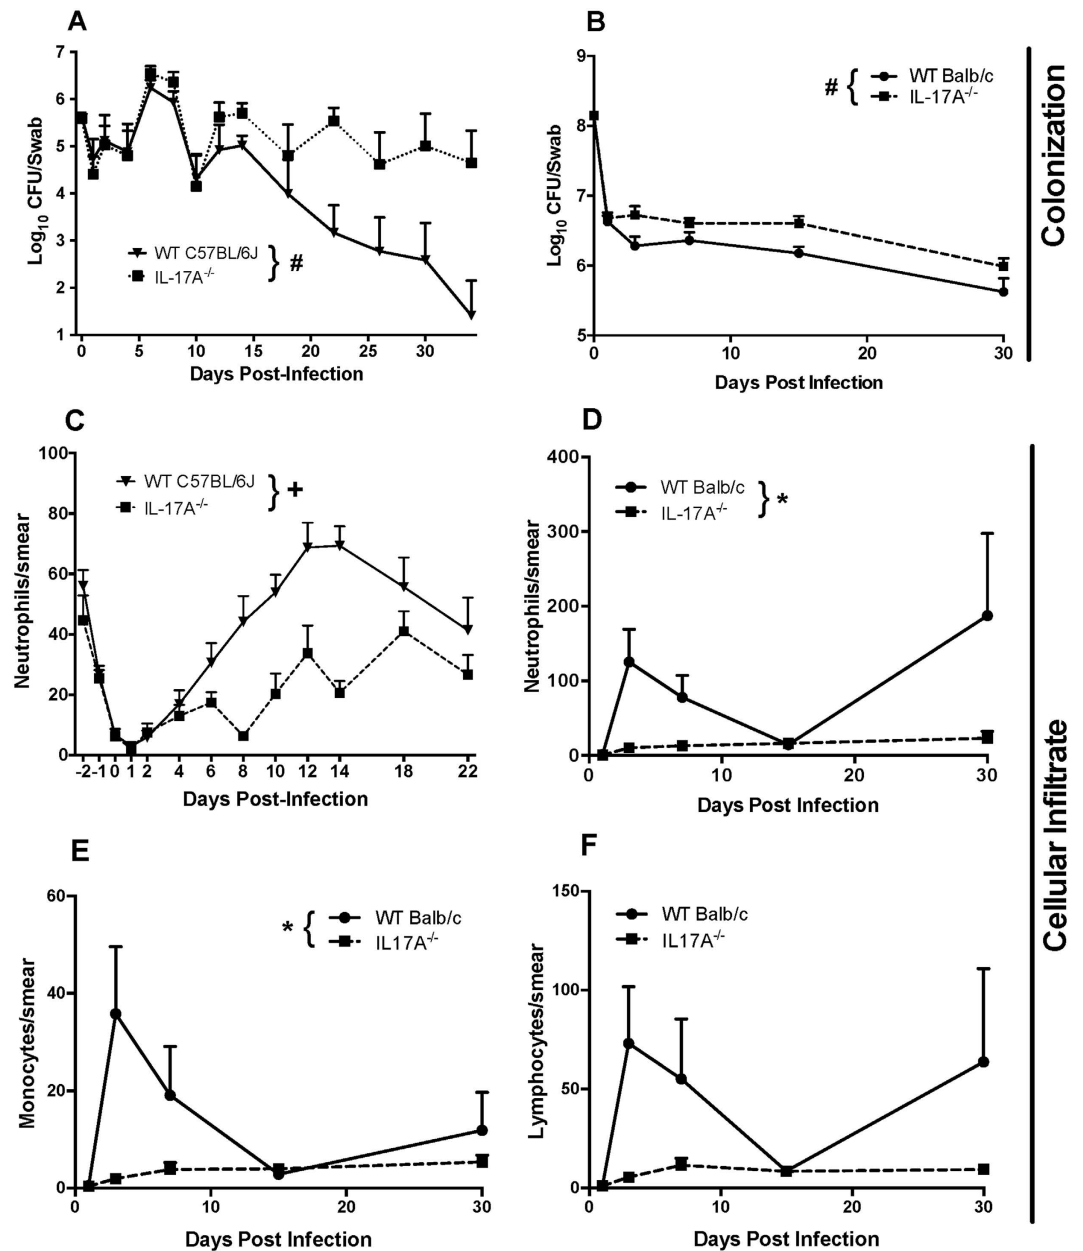 A
7
6
5
4
3
2
1
Log10 CFU/Swab
WT C57BL/6J
IL-17A-/-
} #
0 5 10 15 20 25 30
Days Post-Infection
B
9
8
7
6
5
Log10 CFU/Swab
# {
WT Balb/c
IL-17A-/-
0 10 20 30
Days Post Infection
Colonization
C
100
80
60
40
20
0
Neutrophils/smear
WT C57BL/6J
IL-17A-/-
} +
-2 -1 0 1 2 4 6 8 10 12 14 18 22
Days Post-Infection
D
400
300
200
100
0
Neutrophils/smear
WT Balb/c
IL-17A-/-
} *
0 10 20 30
Days Post Infection
E
60
40
20
0
Monocytes/smear
* {
WT Balb/c
IL17A-/-
0 10 20 30
Days Post Infection
F
150
100
50
0
Lymphocytes/smear
WT Balb/c
IL17A-/-
0 10 20 30
Days Post Infection
Cellular Infiltrate